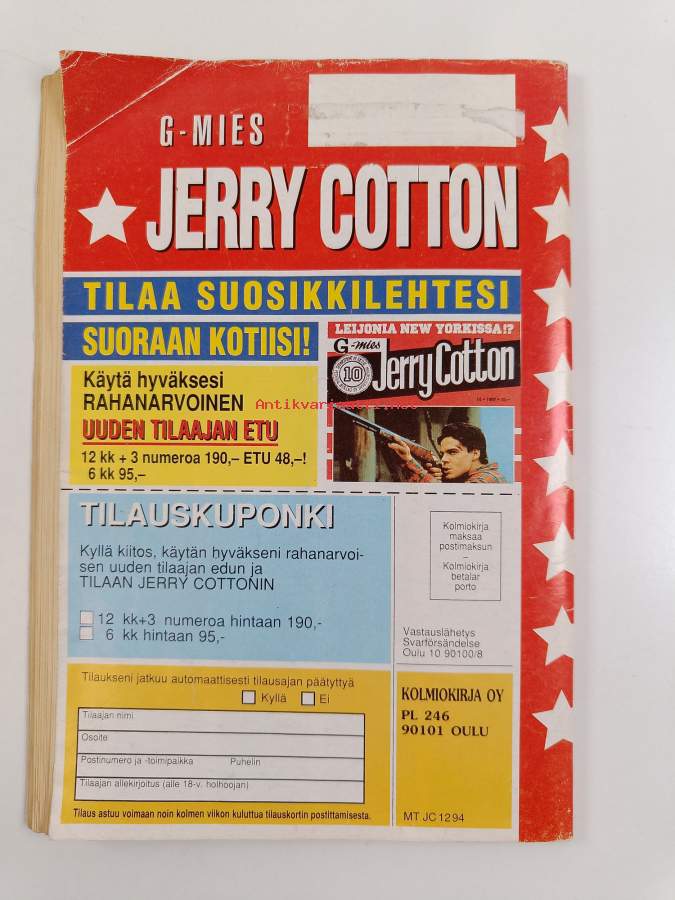 G-MIES
JERRY COTTON
TILAA SUOSIKKILEHTESI
SUORAAN KOTIISI!
Käytä hyväksesi
RAHANARVOINEN
UUDEN TILAAJAN ETU
12 kk + 3 numeroa 190,– ETU 48,–!
6 kk 95,–
LEIJONIA NEW YORKISSA!?
G-mies
10
Jerry Cotton
TILAUSKUPONKI
Kyllä kiitos, käytän hyväkseni rahanarvoi-
sen uuden tilaajan edun ja
TILAAN JERRY COTTONIN
12 kk+3 numeroa hintaan 190,-
6 kk hintaan 95,-
Kolmiokirja
maksaa
postimaksun
–
Kolmiokirja
betalar
porto
Vastauslähetys
Svarförsändelse
Oulu 10 90100/8
Tilaukseni jatkuu automaattisesti tilausajan päätyttyä
Kyllä Ei
Tilaajan nimi
Osoite
Postinumero ja -toimipaikka Puhelin
Tilaajan allekirjoitus (alle 18-v. holhoojan)
Tilaus astuu voimaan noin kolmen viikon kuluttua tilauskortin postittamisesta.
KOLMIOKIRJA OY
PL 246
90101 OULU
MT JC 12 94